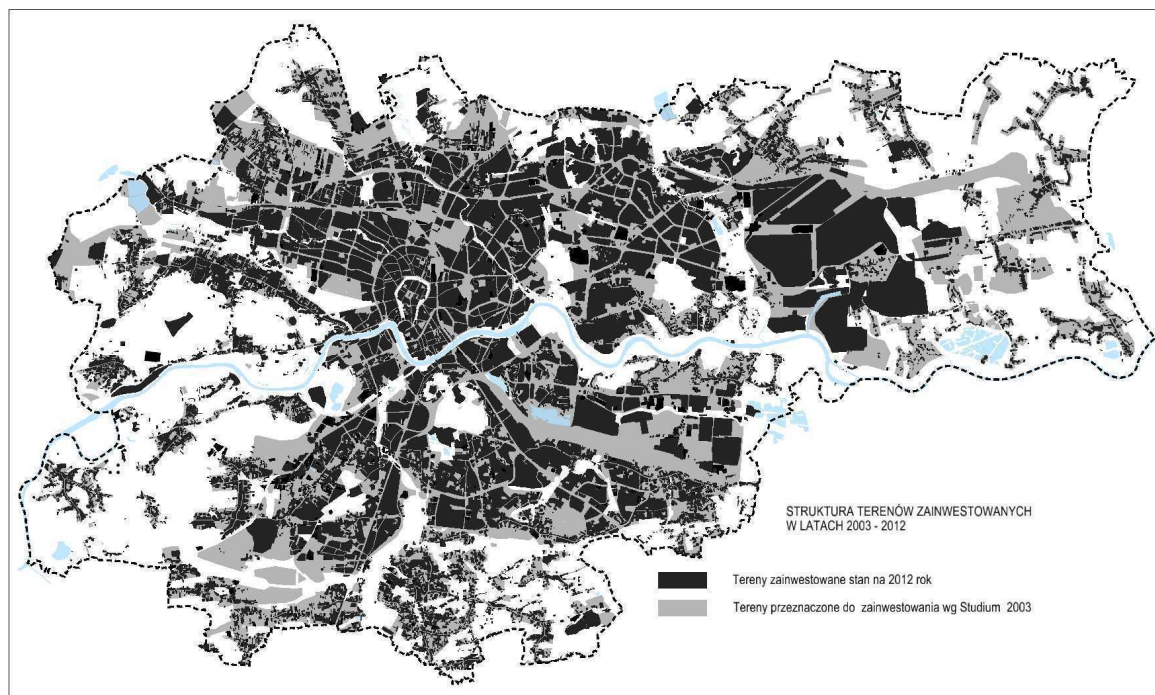 STRUKTURA TERENÓW ZAINWESTOWANYCH
W LATACH 2003 - 2012
Tereny zainwestowane stan na 2012 rok
Tereny przeznaczone do zainwestowania wg Studium 2003